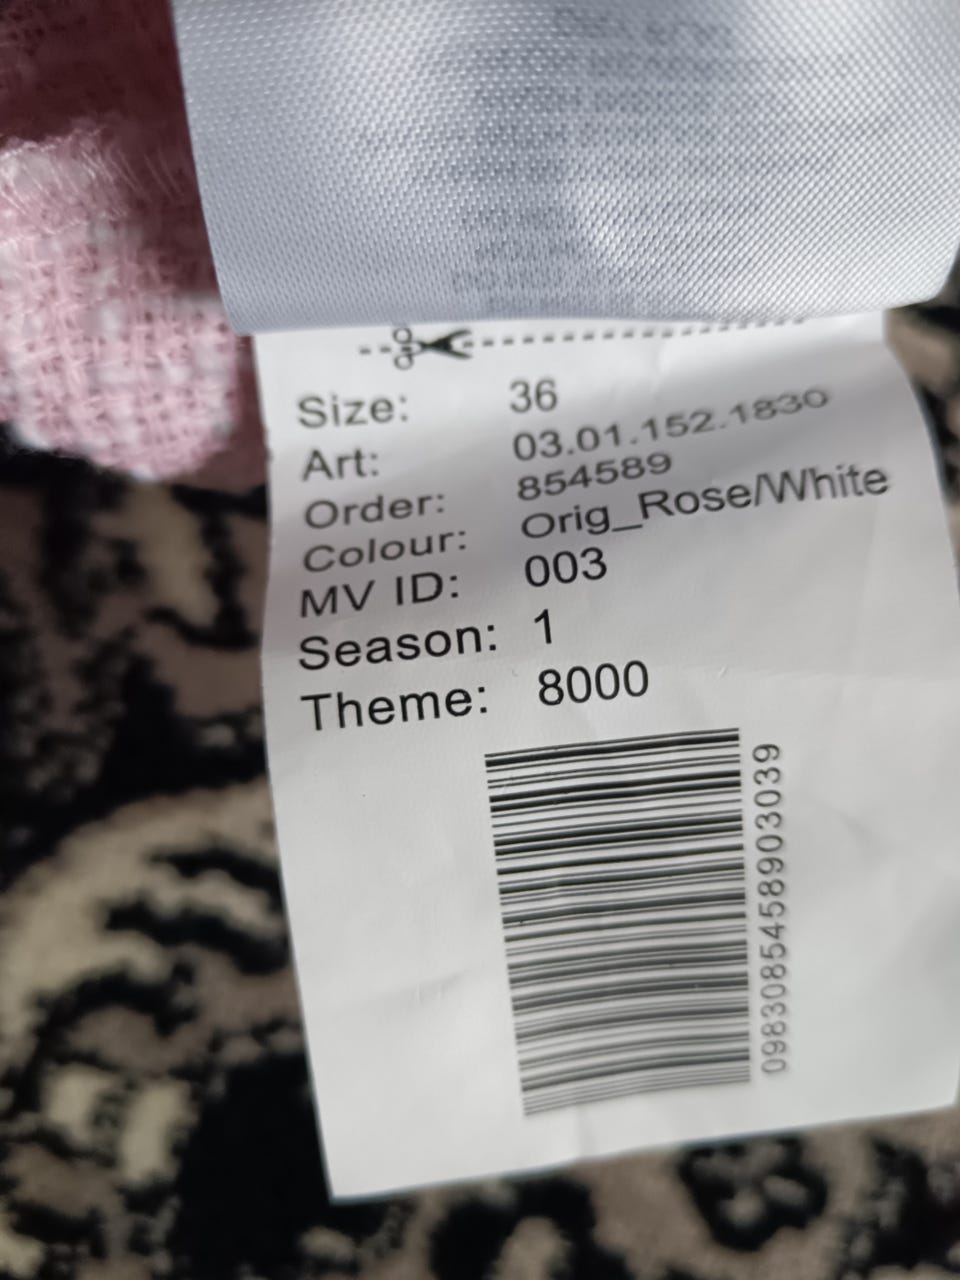 Size: 36
Art: 03.01.152.1830
Order: 854589
Colour: Orig_Rose/White
MV ID: 003
Season: 1
Theme: 8000
0983085458903039